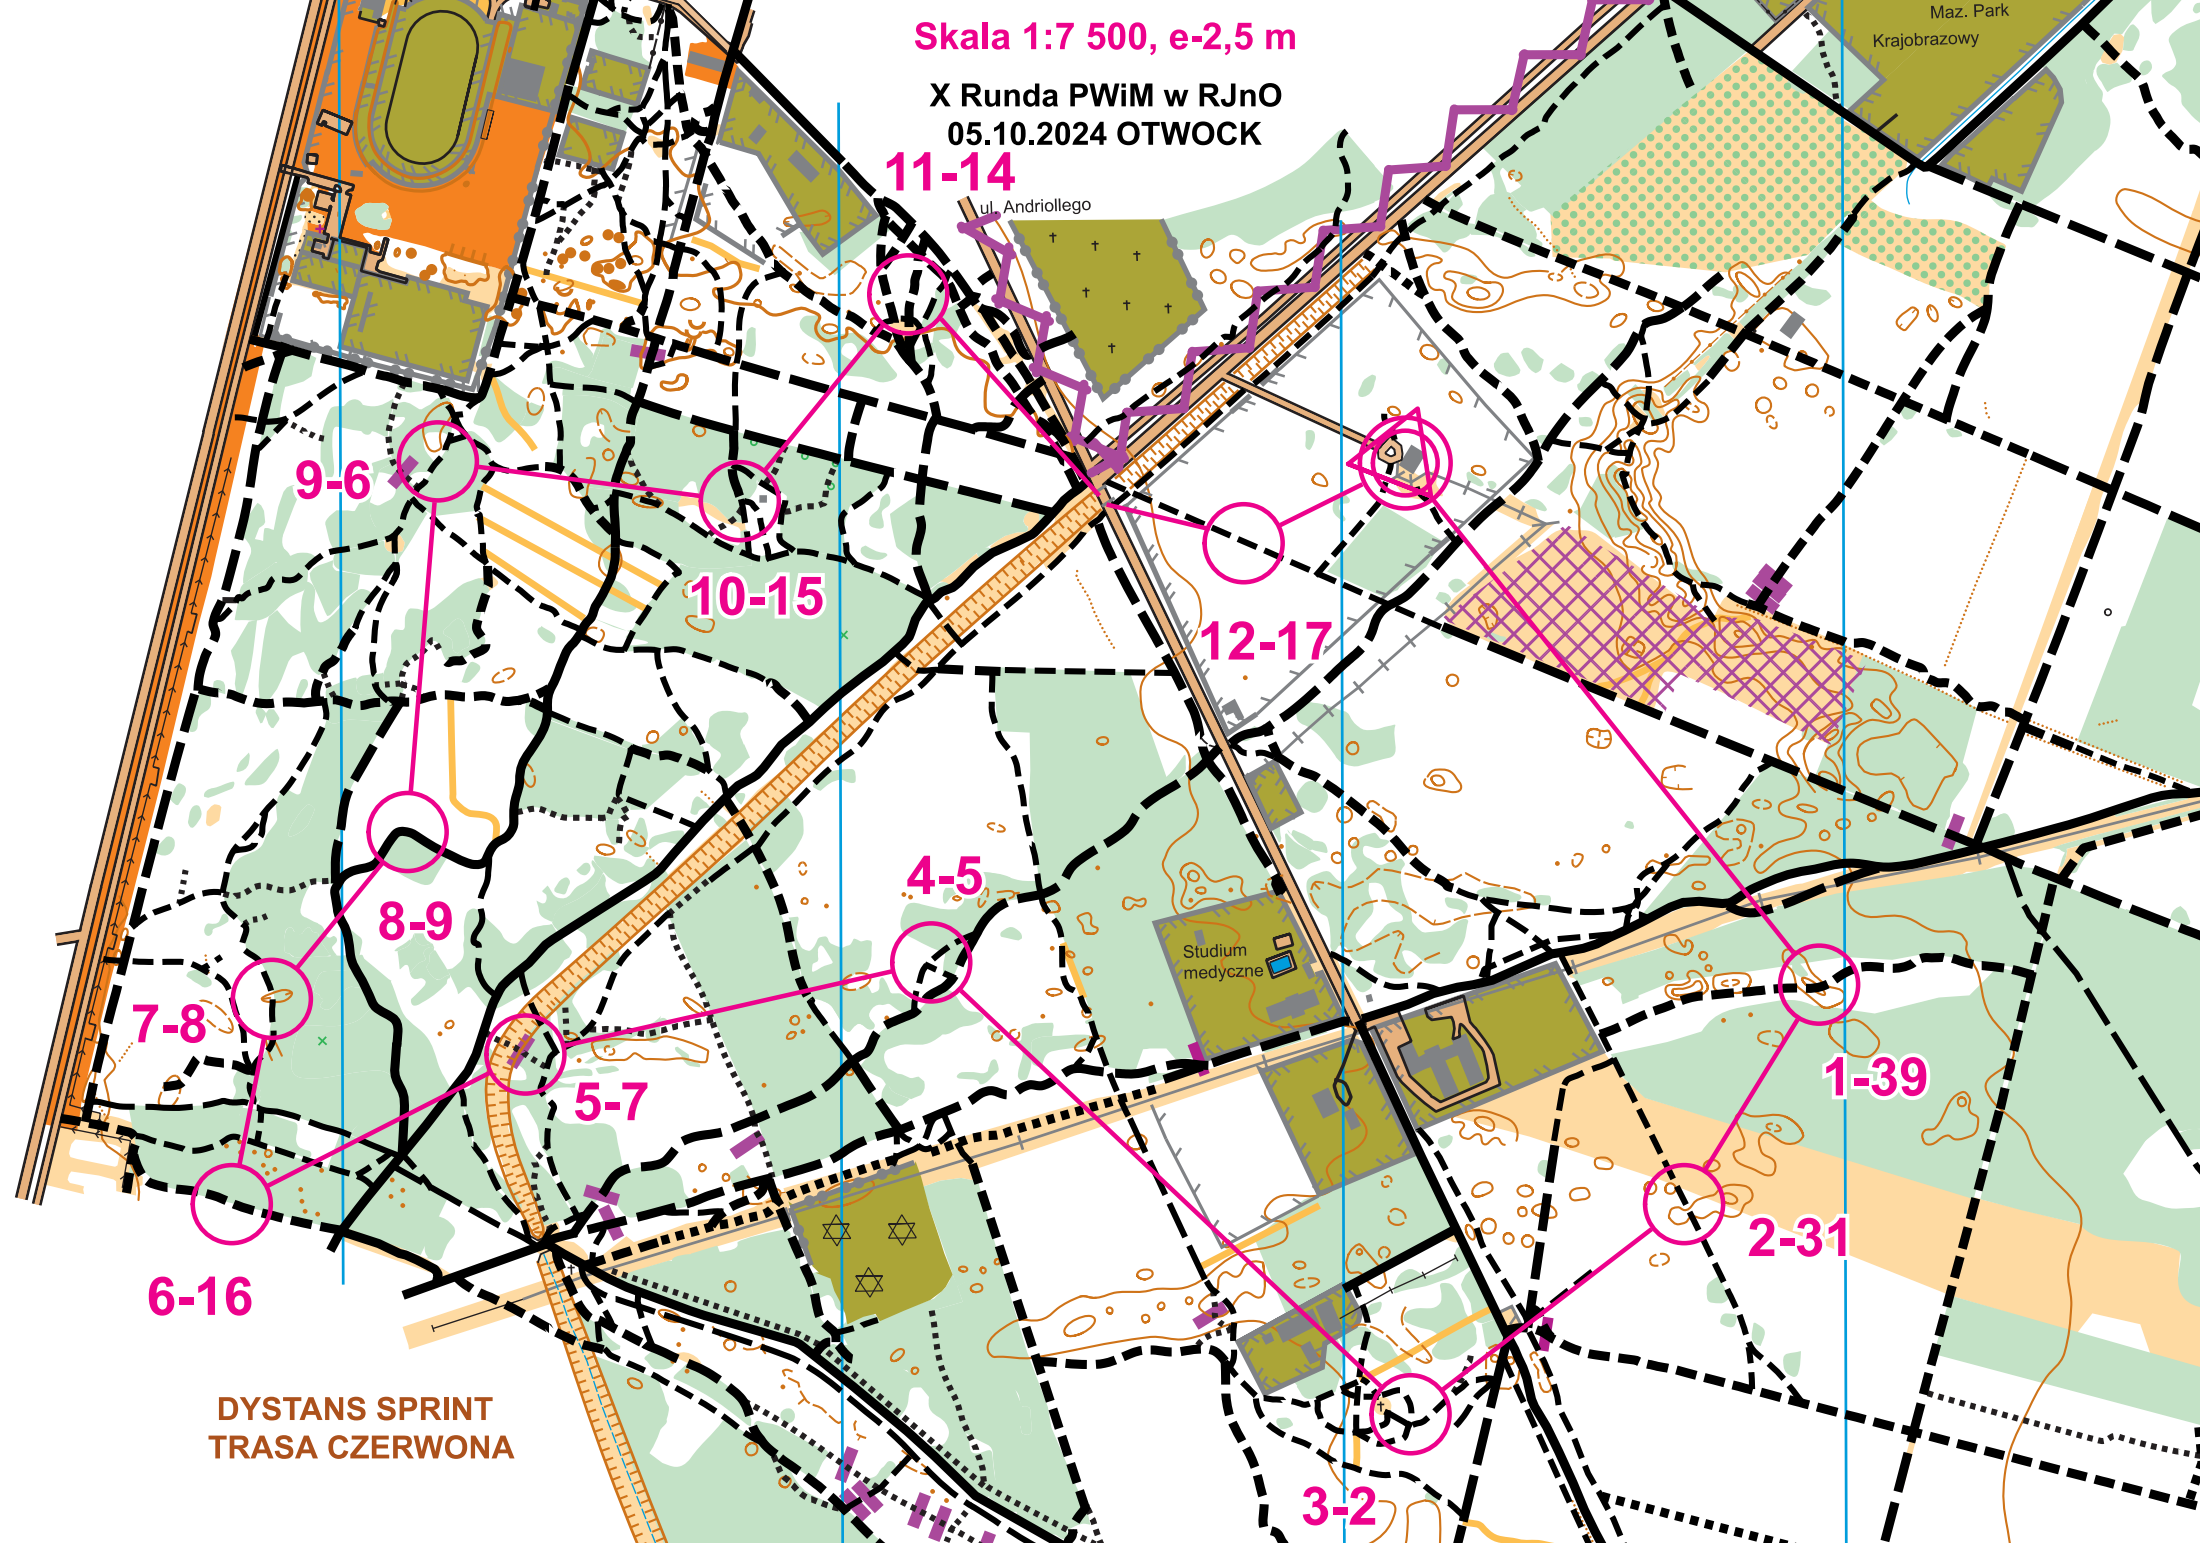 Maz. Park
Krajobrazowy
Skala 1:7 500, e-2,5 m
X Runda PWiM w RJnO
05.10.2024 OTWOCK
11-14
ul. Andriollego
9-6
10-15
12-17
4-5
8-9
Studium
medyczne
7-8
5-7
1-39
2-31
6-16
DYSTANS SPRINT
TRASA CZERWONA
3-2